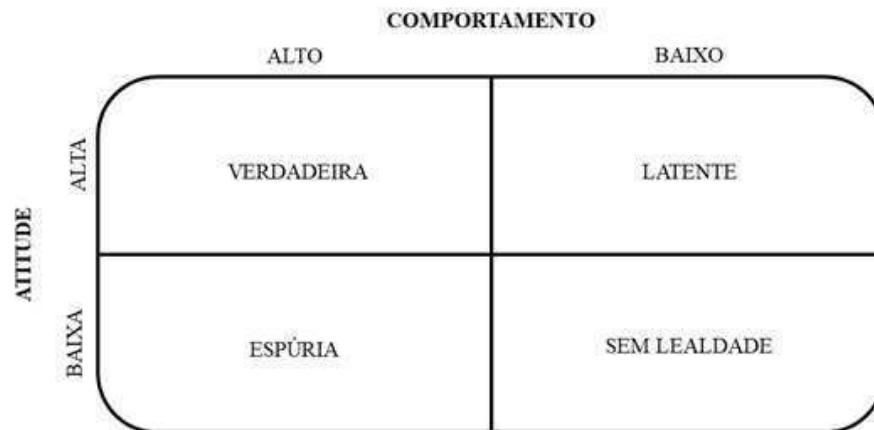 COMPORTAMENTO
ALTO BAIXO
ALTA
VERDADEIRA LATENTE
ATITUDE
BAIXA
ESPÚRIA SEM LEALDADE